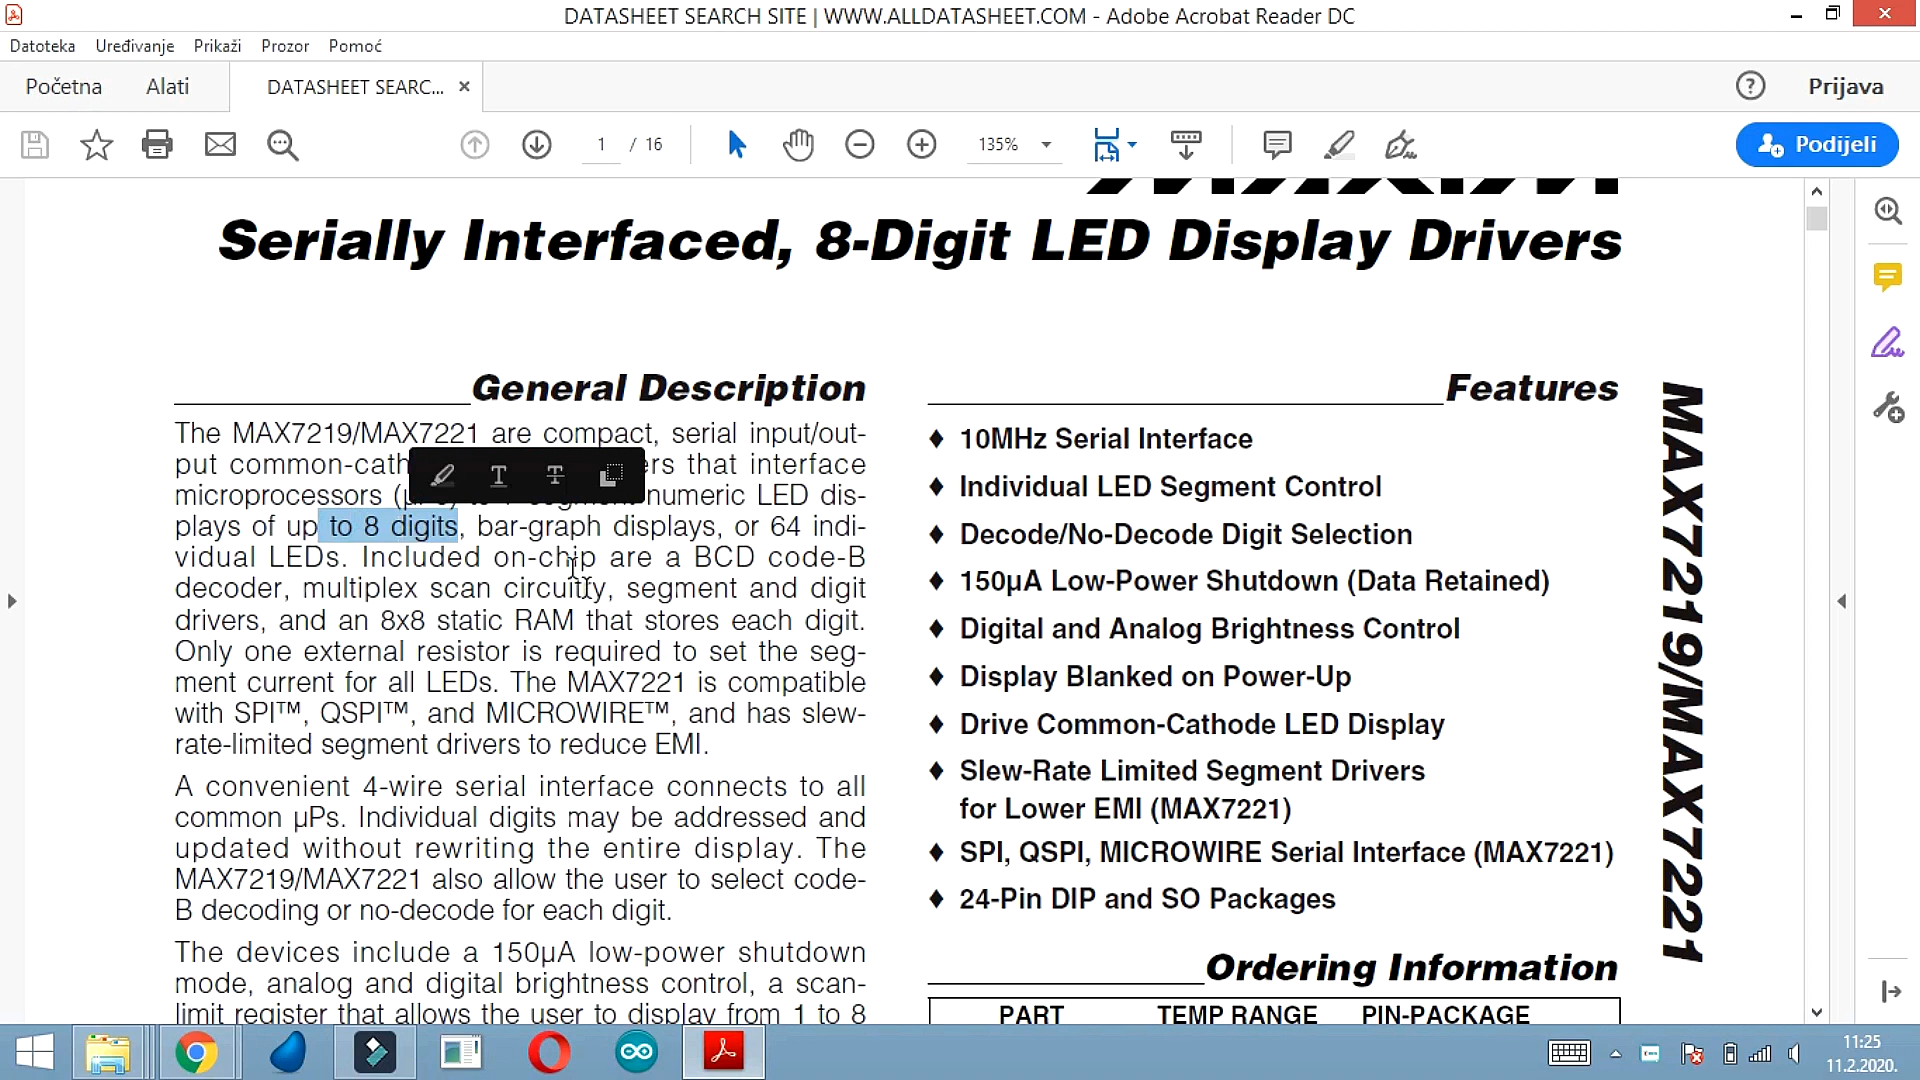 DATASHEET SEARCH SITE | WWW.ALLDATASHEET.COM - Adobe Acrobat Reader DC
Datoteka Uređivanje Prikaži Prozor Pomoć
Početna Alati DATASHEET SEARC... × Prijava
1 / 16 135% Podijeli
Serially Interfaced, 8-Digit LED Display Drivers
General Description
The MAX7219/MAX7221 are compact, serial input/out-
put common-cath ers that interface
microprocessors numeric LED dis-
plays of up to 8 digits, bar-graph displays, or 64 indi-
vidual LEDs. Included on-chip are a BCD code-B
decoder, multiplex scan circuitry, segment and digit
drivers, and an 8x8 static RAM that stores each digit.
Only one external resistor is required to set the seg-
ment current for all LEDs. The MAX7221 is compatible
with SPI™, QSPI™, and MICROWIRE™, and has slew-
rate-limited segment drivers to reduce EMI.
A convenient 4-wire serial interface connects to all
common µPs. Individual digits may be addressed and
updated without rewriting the entire display. The
MAX7219/MAX7221 also allow the user to select code-
B decoding or no-decode for each digit.
The devices include a 150µA low-power shutdown
mode, analog and digital brightness control, a scan-
limit register that allows the user to display from 1 to 8
Features
♦ 10MHz Serial Interface
♦ Individual LED Segment Control
♦ Decode/No-Decode Digit Selection
♦ 150µA Low-Power Shutdown (Data Retained)
♦ Digital and Analog Brightness Control
♦ Display Blanked on Power-Up
♦ Drive Common-Cathode LED Display
♦ Slew-Rate Limited Segment Drivers
for Lower EMI (MAX7221)
♦ SPI, QSPI, MICROWIRE Serial Interface (MAX7221)
♦ 24-Pin DIP and SO Packages
Ordering Information
PART TEMP RANGE PIN-PACKAGE
MAX7219/MAX7221
11:25
11.2.2020.